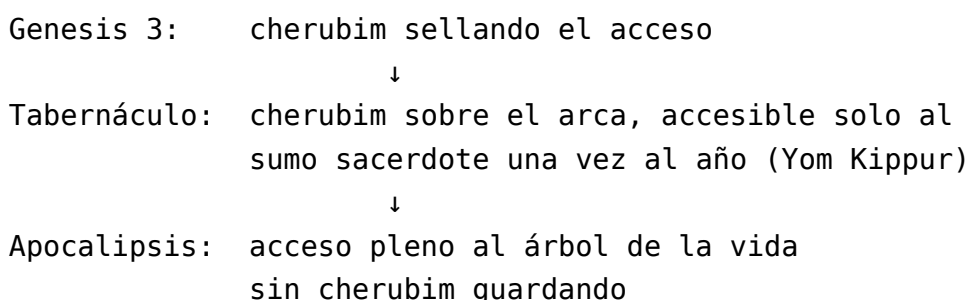 Genesis 3: cherubim sellando el acceso
↓
Tabernáculo: cherubim sobre el arca, accesible solo al
sumo sacerdote una vez al año (Yom Kippur)
↓
Apocalipsis: acceso pleno al árbol de la vida
sin cherubim guardando